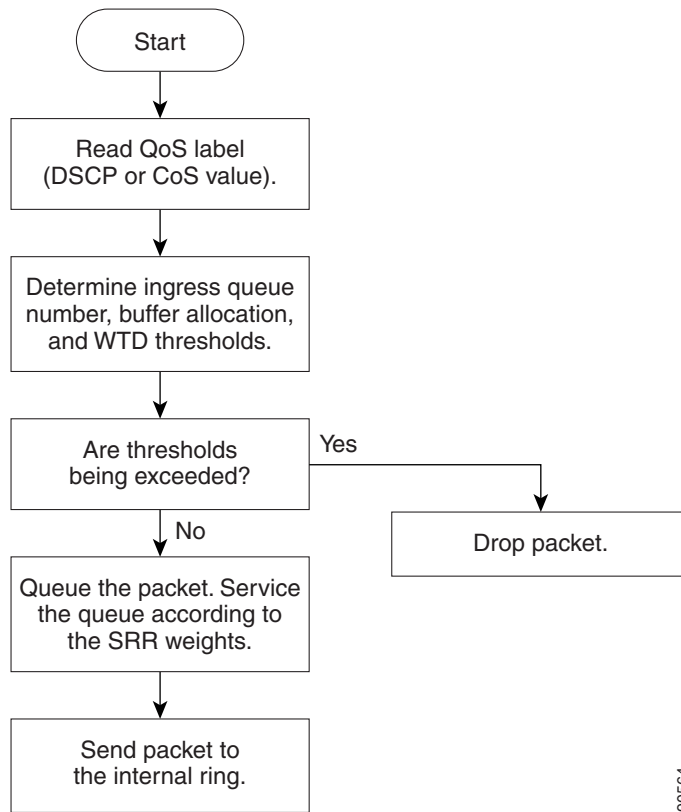 Start
Read QoS label
(DSCP or CoS value).
Determine ingress queue
number, buffer allocation,
and WTD thresholds.
Are thresholds
being exceeded?
Yes
No
Drop packet.
Queue the packet. Service
the queue according to
the SRR weights.
Send packet to
the internal ring.